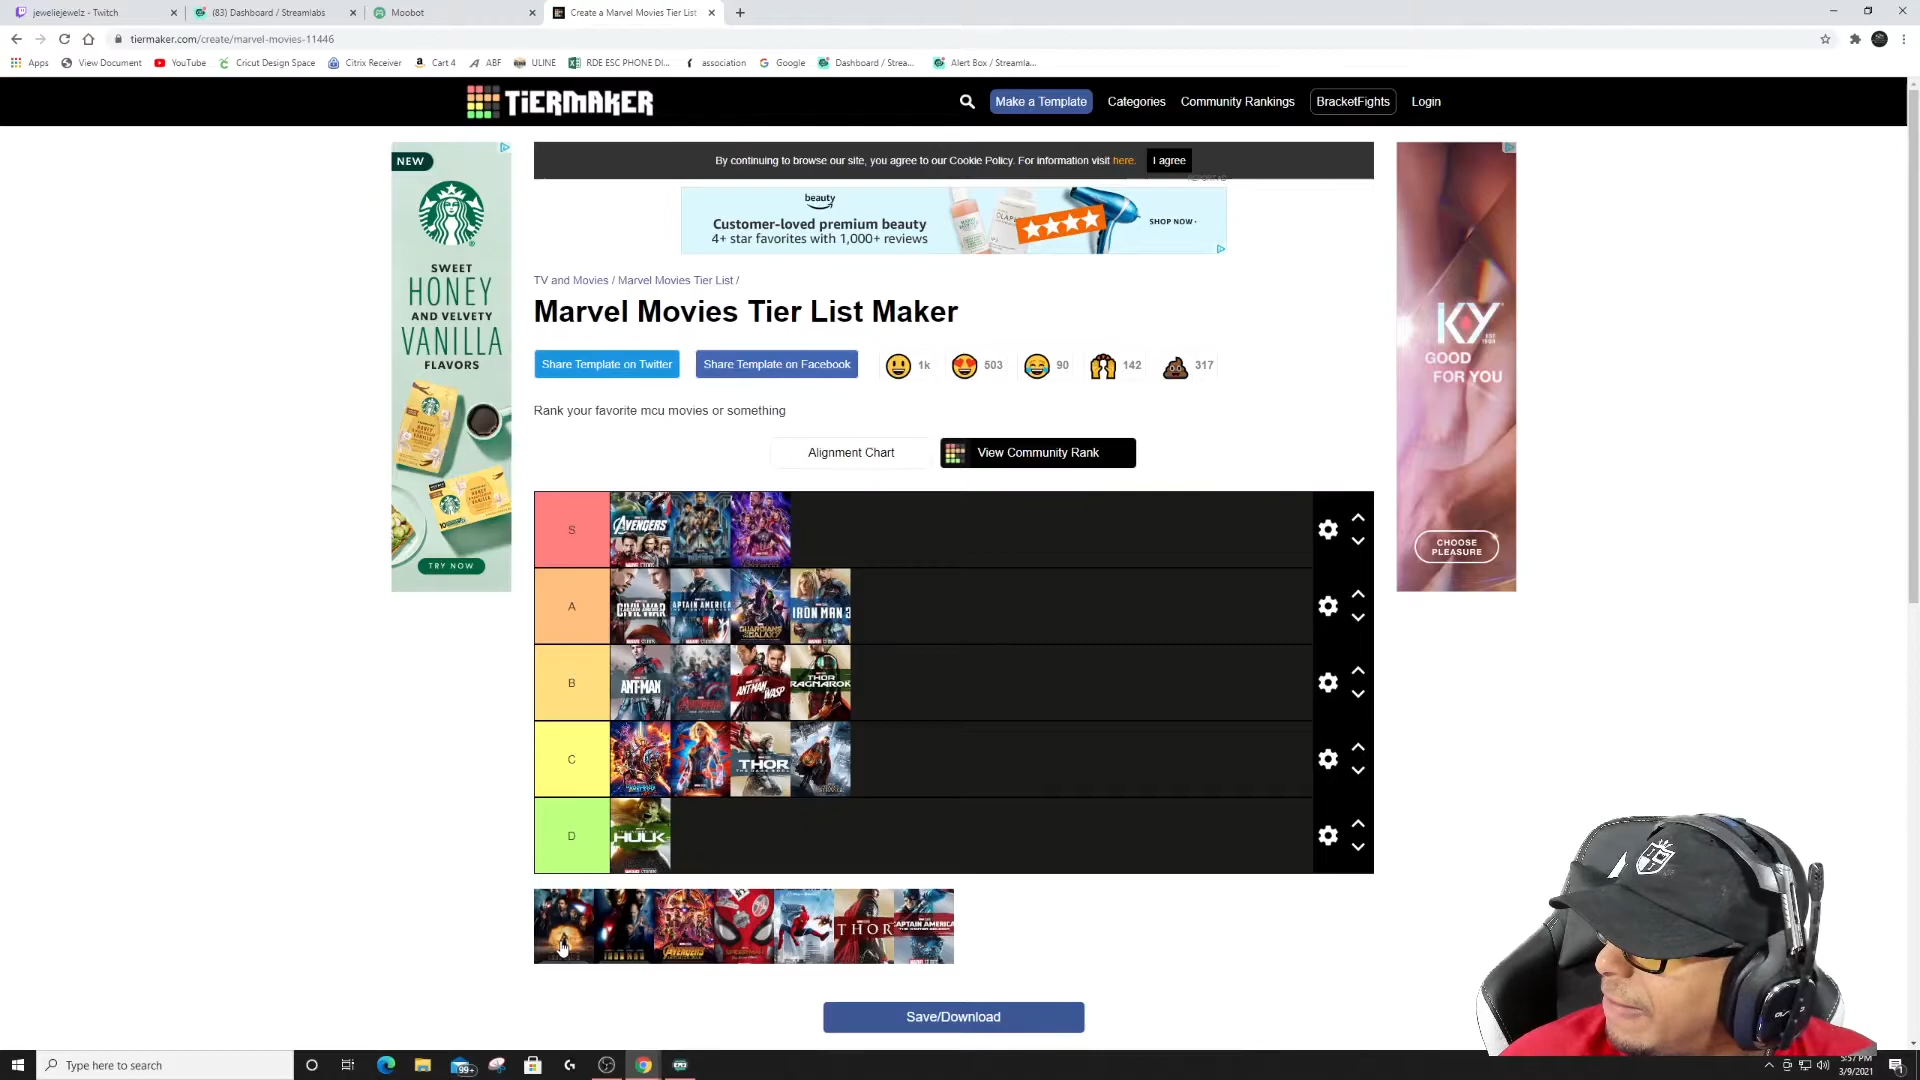 jeweliejewelz - Twitch
(83) Dashboard / Streamlabs
Moobot
Create a Marvel Movies Tier List
tiermaker.com/create/marvel-movies-11446
Apps
View Document
YouTube
Cricut Design Space
Citrix Receiver
Cart 4
ABF
ULINE
RDE ESC PHONE DI...
association
Google
Dashboard / Strea...
Alert Box / Streamla...
TiERMAKER
Make a Template
Categories
Community Rankings
BracketFights
Login
By continuing to browse our site, you agree to our Cookie Policy. For information visit here.
I agree
REPORT AD
beauty
Customer-loved premium beauty
4+ star favorites with 1,000+ reviews
SHOP NOW
NEW
SWEET
HONEY
AND VELVETY
VANILLA
FLAVORS
TRY NOW
KY
GOOD
FOR YOU
CHOOSE
PLEASURE
TV and Movies / Marvel Movies Tier List /
Marvel Movies Tier List Maker
Share Template on Twitter
Share Template on Facebook
1k
503
90
142
317
Rank your favorite mcu movies or something
Alignment Chart
View Community Rank
S
AVENGERS
A
CIVIL WAR
APTAIN AMERICA
GUARDIANS
GALAXY
IRON MAN 3
B
ANT-MAN
ANT-MAN
WASP
THOR
RAGNAROK
C
THOR
D
HULK
AVENGERS
THOR
CAPTAIN AMERICA
Save/Download
Type here to search
99+
5:57 PM
3/9/2021